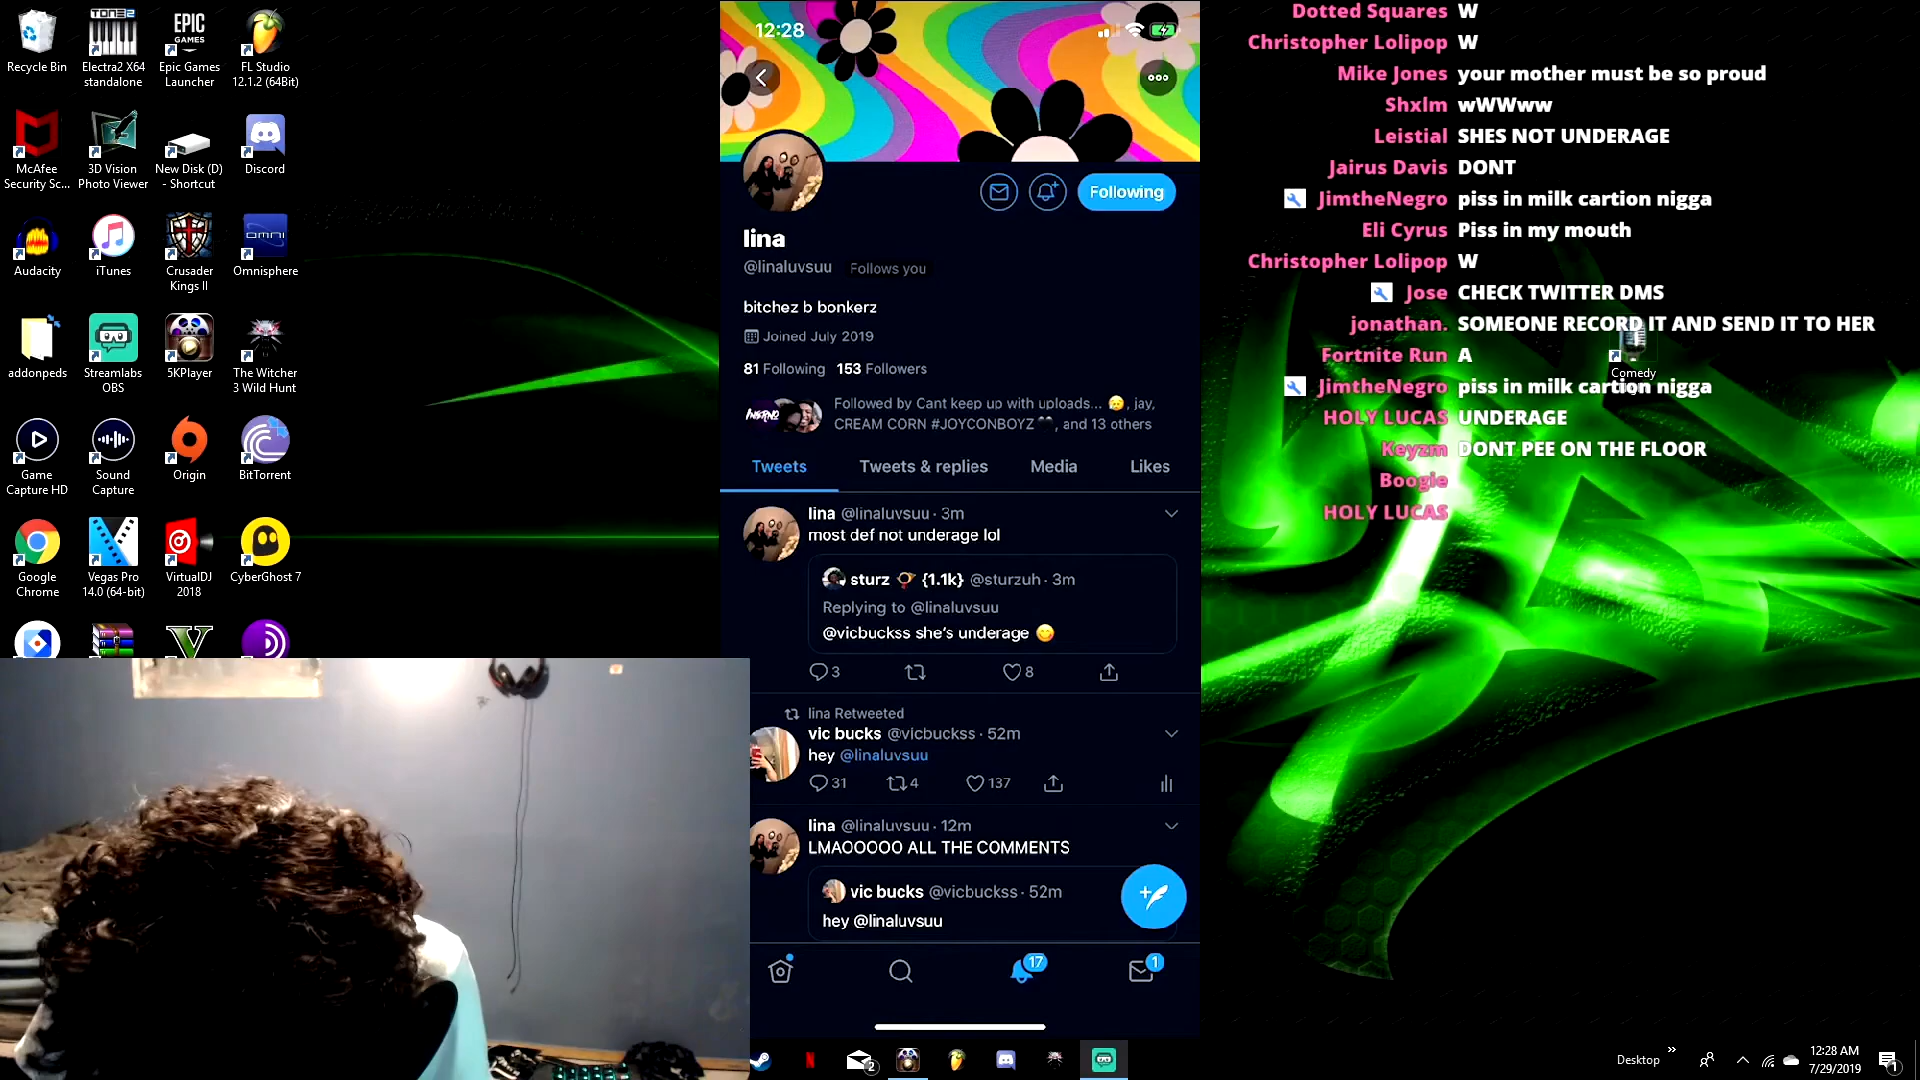 Recycle Bin
Electra2 X64
standalone
Epic Games
Launcher
FL Studio
12.1.2 (64Bit)
McAfee
Security Sc...
3D Vision
Photo Viewer
New Disk (D)
- Shortcut
Discord
Audacity
iTunes
Crusader
Kings II
Omnisphere
addonpeds
Streamlabs
OBS
5KPlayer
The Witcher
3 Wild Hunt
Game
Capture HD
Sound
Capture
Origin
BitTorrent
Google
Chrome
Vegas Pro
14.0 (64-bit)
VirtualDJ
2018
CyberGhost 7
TONE2
EPIC
GAMES
OMNI
12:28
Following
lina
@linaluvsuu Follows you
bitchez b bonkerz
Joined July 2019
81 Following 153 Followers
Followed by Cant keep up with uploads... 😥, jay,
CREAM CORN #JOYCONBOYZ 🖤, and 13 others
Tweets Tweets & replies Media Likes
lina @linaluvsuu · 3m
most def not underage lol
sturz {1.1k} @sturzuh · 3m
Replying to @linaluvsuu
@vicbuckss she's underage 😋
3 8
lina Retweeted
vic bucks @vicbuckss · 52m
hey @linaluvsuu
31 4 137
lina @linaluvsuu · 12m
LMAOOOOO ALL THE COMMENTS
vic bucks @vicbuckss · 52m
hey @linaluvsuu
17 1
Dotted Squares W
Christopher Lolipop W
Mike Jones your mother must be so proud
Shxlm wWWww
Leistial SHES NOT UNDERAGE
Jairus Davis DONT
JimtheNegro piss in milk cartion nigga
Eli Cyrus Piss in my mouth
Christopher Lolipop W
Jose CHECK TWITTER DMS
jonathan. SOMEONE RECORD IT AND SEND IT TO HER
Fortnite Run A
Comedy
JimtheNegro piss in milk cartion nigga
HOLY LUCAS UNDERAGE
Keyzm DONT PEE ON THE FLOOR
Boogie
HOLY LUCAS
2
Desktop
12:28 AM
7/29/2019
1